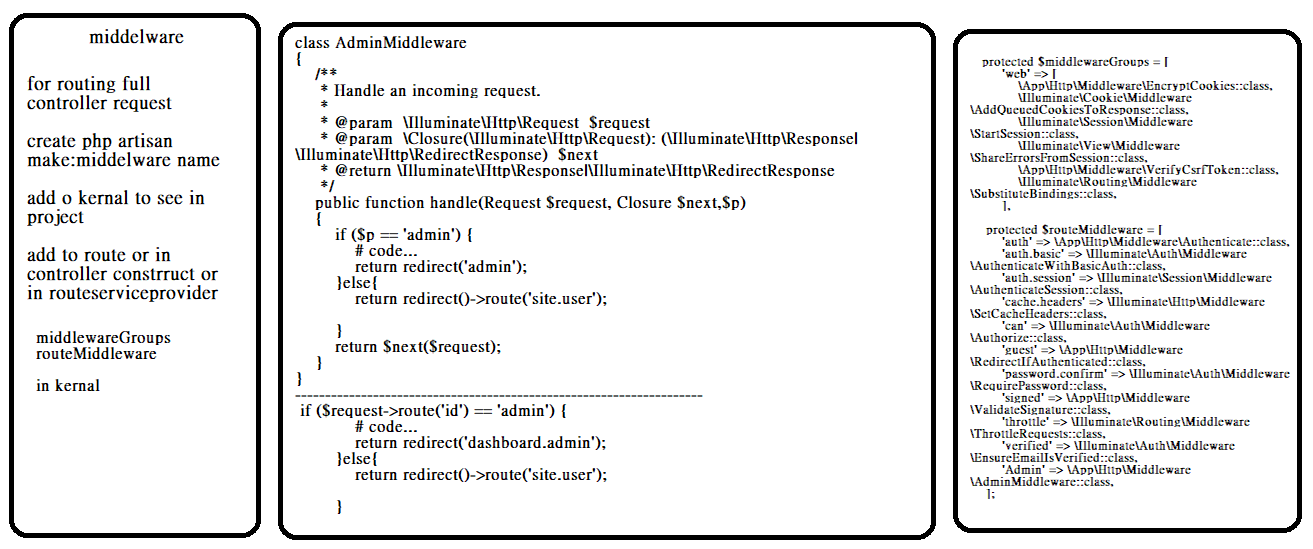 middelware
for routing full
controller request
create php artisan
make:middelware name
add o kernal to see in
project
add to route or in
controller constrruct or
in routeserviceprovider
middlewareGroups
routeMiddleware
in kernal
class AdminMiddleware
{
/**
* Handle an incoming request.
*
* @param \Illuminate\Http\Request $request
* @param \Closure(\Illuminate\Http\Request): (\Illuminate\Http\Response|
\Illuminate\Http\RedirectResponse) $next
* @return \Illuminate\Http\Response|\Illuminate\Http\RedirectResponse
*/
public function handle(Request $request, Closure $next,$p)
{
if ($p == 'admin') {
# code...
return redirect('admin');
}else{
return redirect()->route('site.user');
}
return $next($request);
}
}
--------------------------------------------------------------------
if ($request->route('id') == 'admin') {
# code...
return redirect('dashboard.admin');
}else{
return redirect()->route('site.user');
}
protected $middlewareGroups = [
'web' => [
\App\Http\Middleware\EncryptCookies::class,
\Illuminate\Cookie\Middleware
\AddQueuedCookiesToResponse::class,
\Illuminate\Session\Middleware
\StartSession::class,
\Illuminate\View\Middleware
\ShareErrorsFromSession::class,
\App\Http\Middleware\VerifyCsrfToken::class,
\Illuminate\Routing\Middleware
\SubstituteBindings::class,
],
protected $routeMiddleware = [
'auth' => \App\Http\Middleware\Authenticate::class,
'auth.basic' => \Illuminate\Auth\Middleware
\AuthenticateWithBasicAuth::class,
'auth.session' => \Illuminate\Session\Middleware
\AuthenticateSession::class,
'cache.headers' => \Illuminate\Http\Middleware
\SetCacheHeaders::class,
'can' => \Illuminate\Auth\Middleware
\Authorize::class,
'guest' => \App\Http\Middleware
\RedirectIfAuthenticated::class,
'password.confirm' => \Illuminate\Auth\Middleware
\RequirePassword::class,
'signed' => \App\Http\Middleware
\ValidateSignature::class,
'throttle' => \Illuminate\Routing\Middleware
\ThrottleRequests::class,
'verified' => \Illuminate\Auth\Middleware
\EnsureEmailIsVerified::class,
'Admin' => \App\Http\Middleware
\AdminMiddleware::class,
];